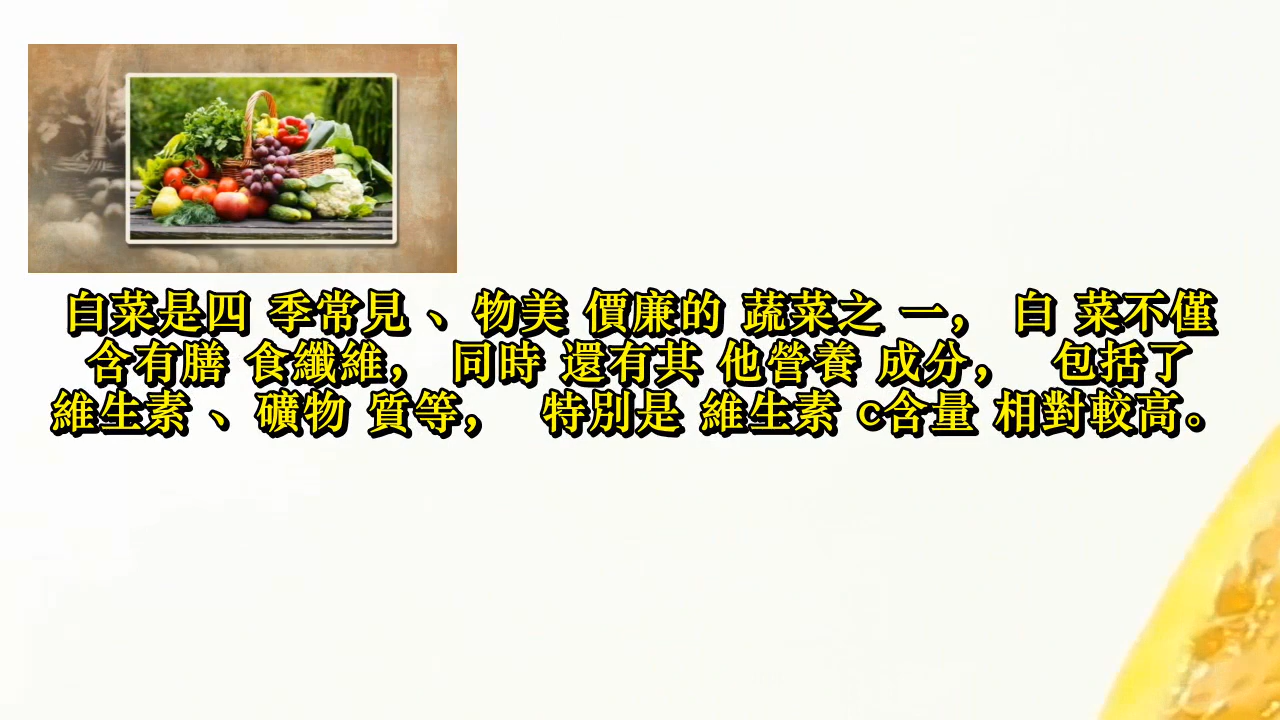 白菜是四 季常見 、物美 價廉的 蔬菜之 一， 白 菜不僅
含有膳 食纖維， 同時 還有其 他營養 成分， 包括了
維生素 、礦物 質等， 特別是 維生素 C含量 相對較高。